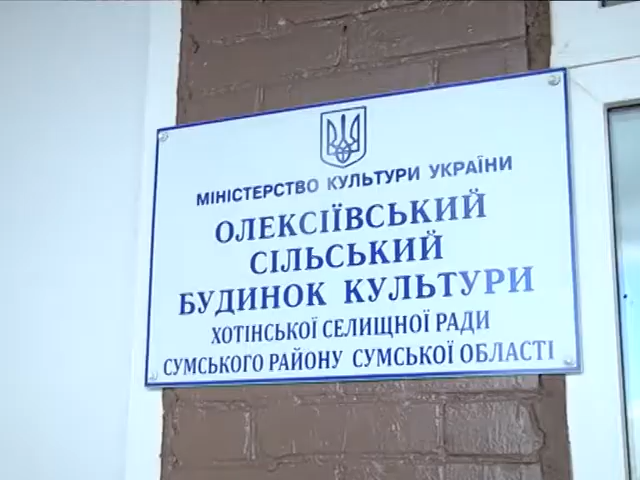 МІНІСТЕРСТВО КУЛЬТУРИ УКРАЇНИ
ОЛЕКСІЇВСЬКИЙ
СІЛЬСЬКИЙ
БУДИНОК КУЛЬТУРИ
ХОТІНСЬКОЇ СЕЛИЩНОЇ РАДИ
СУМСЬКОГО РАЙОНУ СУМСЬКОЇ ОБЛАСТІ